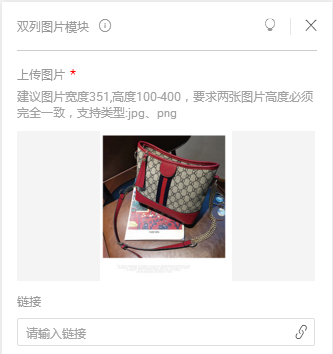 双列图片模块
上传图片 *
建议图片宽度351,高度100-400，要求两张图片高度必须
完全一致，支持类型:jpg、png
链接
请输入链接